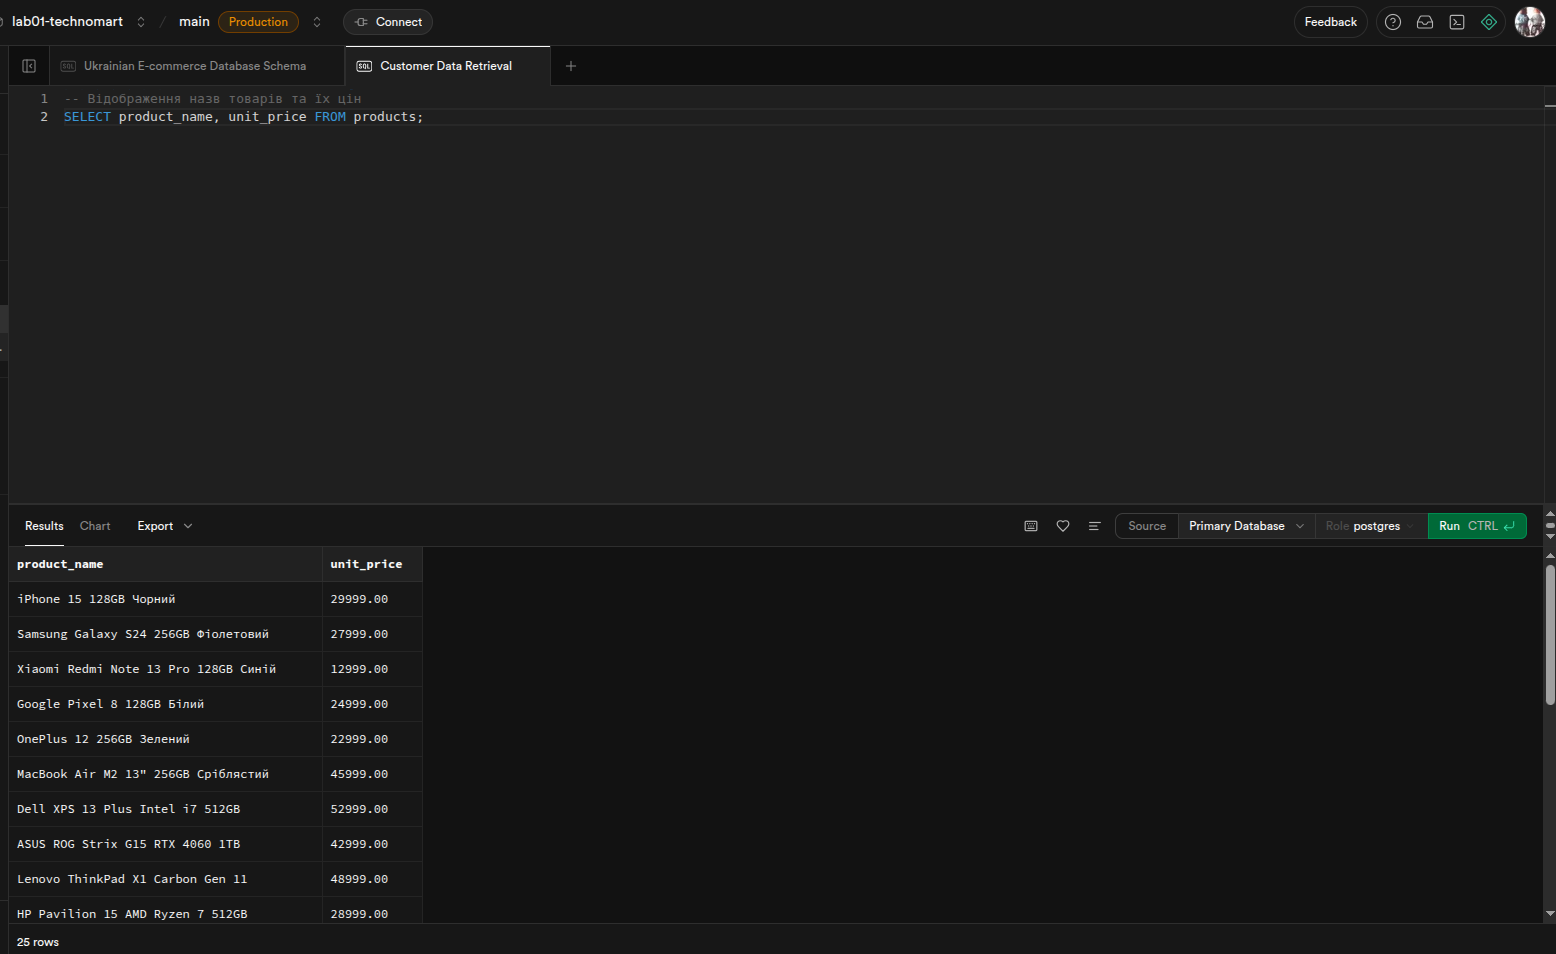 lab01-technomart / main Production Connect Feedback
Ukrainian E-commerce Database Schema Customer Data Retrieval
1 -- Відображення назв товарів та їх цін
2 SELECT product_name, unit_price FROM products;
Results Chart Export Source Primary Database Role postgres Run CTRL
product_name unit_price
iPhone 15 128GB Чорний 29999.00
Samsung Galaxy S24 256GB Фіолетовий 27999.00
Xiaomi Redmi Note 13 Pro 128GB Синій 12999.00
Google Pixel 8 128GB Білий 24999.00
OnePlus 12 256GB Зелений 22999.00
MacBook Air M2 13" 256GB Сріблястий 45999.00
Dell XPS 13 Plus Intel i7 512GB 52999.00
ASUS ROG Strix G15 RTX 4060 1TB 42999.00
Lenovo ThinkPad X1 Carbon Gen 11 48999.00
HP Pavilion 15 AMD Ryzen 7 512GB 28999.00
25 rows